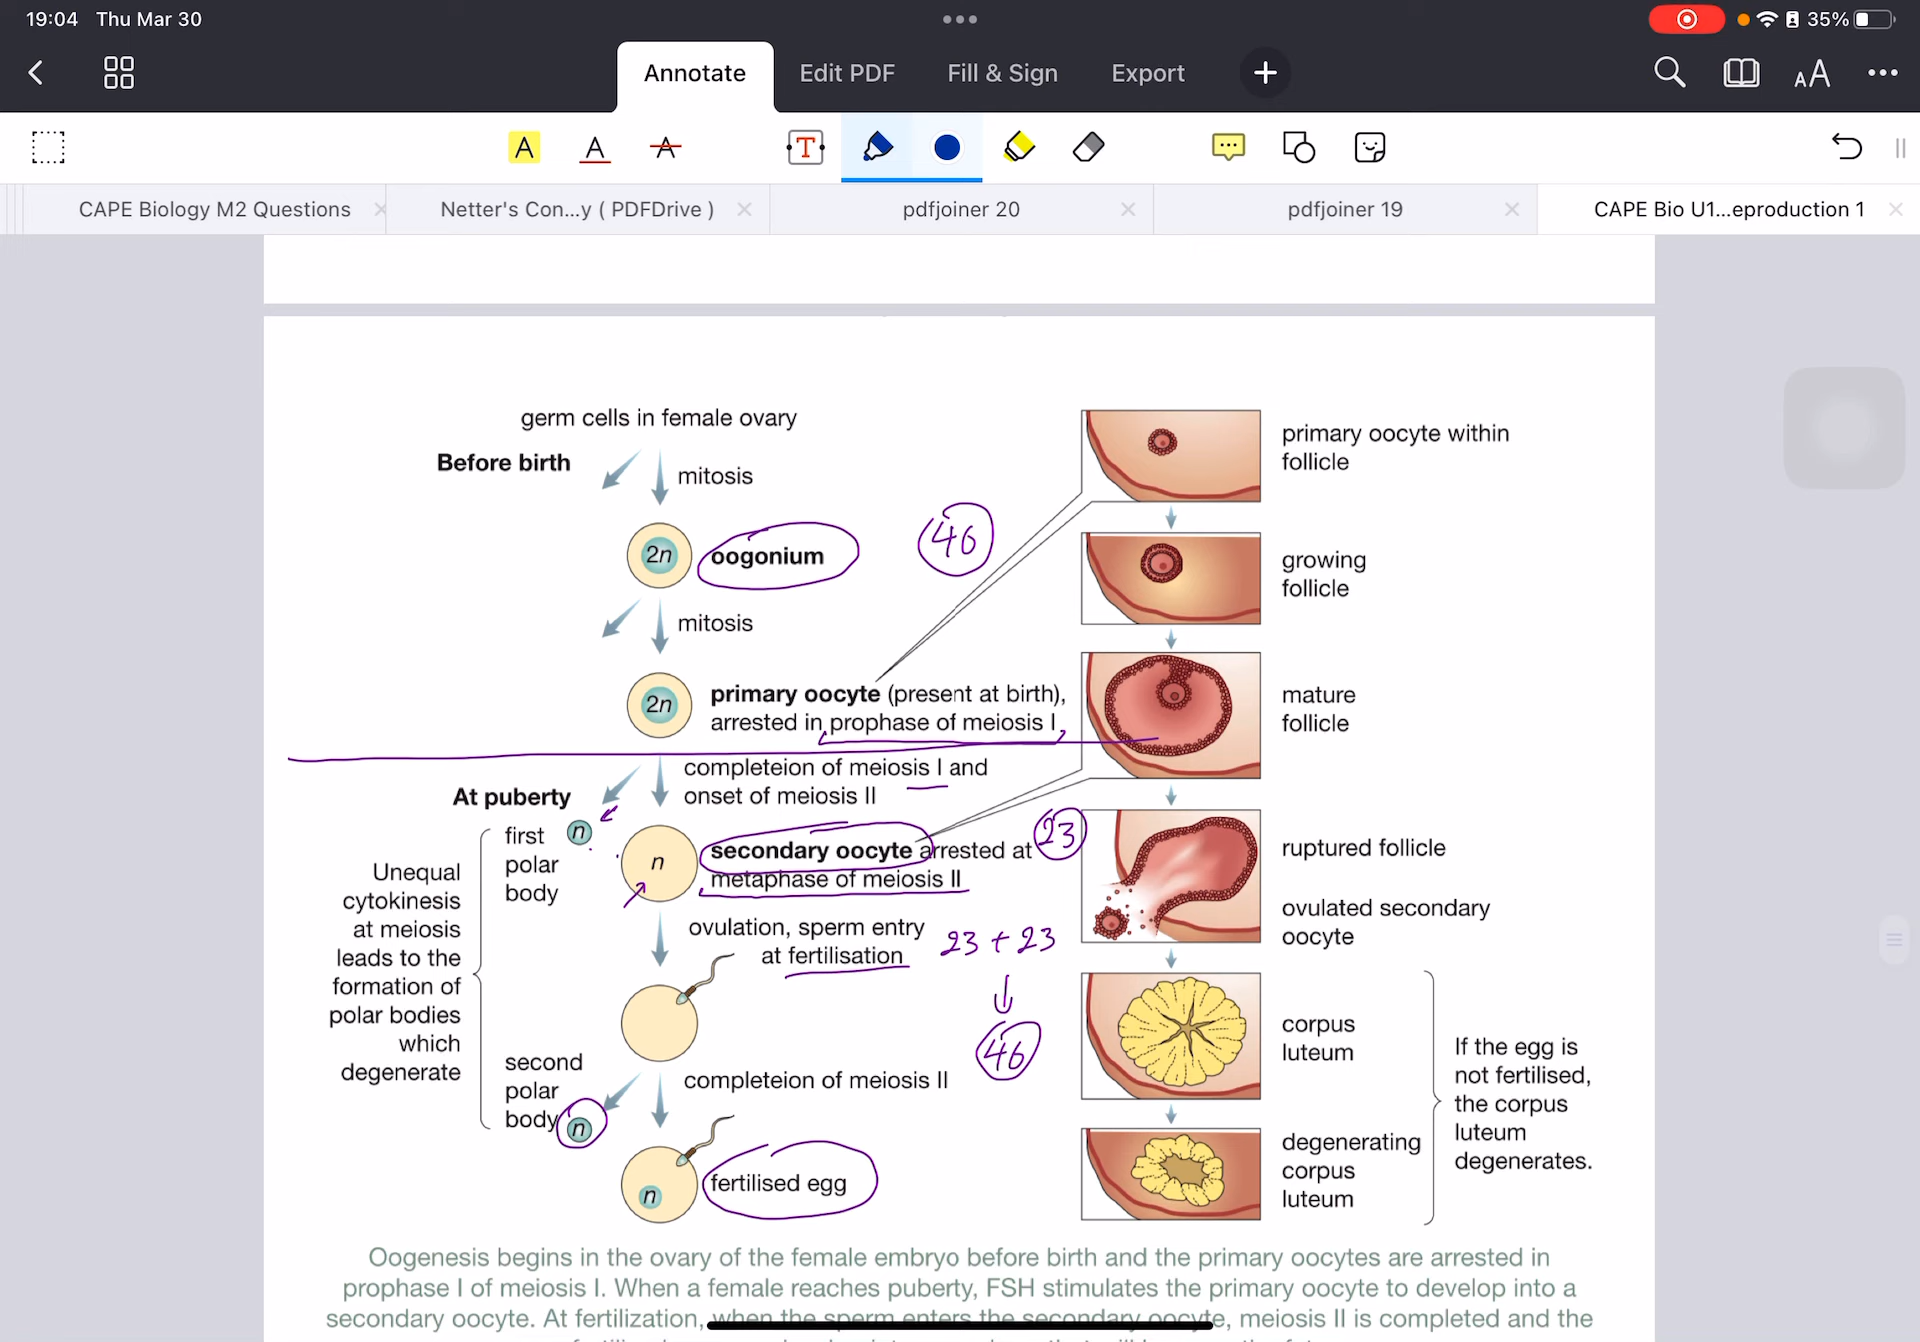 19:04 Thu Mar 30
35%
Annotate Edit PDF Fill & Sign Export
A A A T AA
CAPE Biology M2 Questions
Netter's Con...y ( PDFDrive )
pdfjoiner 20
pdfjoiner 19
CAPE Bio U1...eproduction 1
germ cells in female ovary
Before birth
mitosis
2n
oogonium
46
mitosis
2n
primary oocyte (present at birth),
arrested in prophase of meiosis I
completeion of meiosis I and
onset of meiosis II
At puberty
first
polar
body
n
n
secondary oocyte arrested at
metaphase of meiosis II
23
Unequal
cytokinesis
at meiosis
leads to the
formation of
polar bodies
which
degenerate
ovulation, sperm entry
at fertilisation
23 + 23
46
second
polar
body
n
completeion of meiosis II
n
fertilised egg
primary oocyte within
follicle
growing
follicle
mature
follicle
ruptured follicle
ovulated secondary
oocyte
corpus
luteum
degenerating
corpus
luteum
If the egg is
not fertilised,
the corpus
luteum
degenerates.
Oogenesis begins in the ovary of the female embryo before birth and the primary oocytes are arrested in
prophase I of meiosis I. When a female reaches puberty, FSH stimulates the primary oocyte to develop into a
secondary oocyte. At fertilization, when the sperm enters the secondary oocyte, meiosis II is completed and the